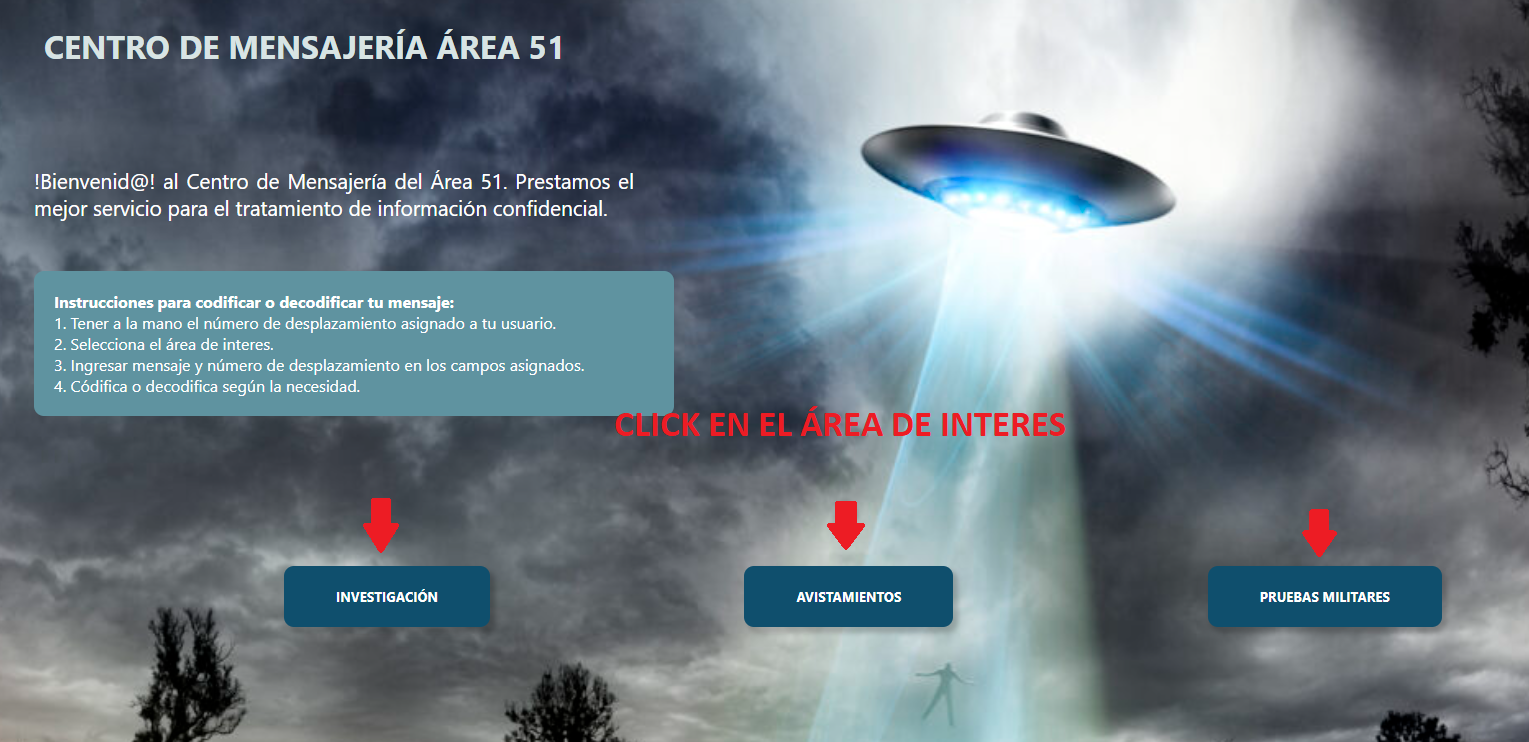 CENTRO DE MENSAJERÍA ÁREA 51
!Bienvenid@! al Centro de Mensajería del Área 51. Prestamos el
mejor servicio para el tratamiento de información confidencial.
Instrucciones para codificar o decodificar tu mensaje:
1. Tener a la mano el número de desplazamiento asignado a tu usuario.
2. Selecciona el área de interes.
3. Ingresar mensaje y número de desplazamiento en los campos asignados.
4. Códifica o decodifica según la necesidad.
CLICK EN EL ÁREA DE INTERES
INVESTIGACIÓN
AVISTAMIENTOS
PRUEBAS MILITARES